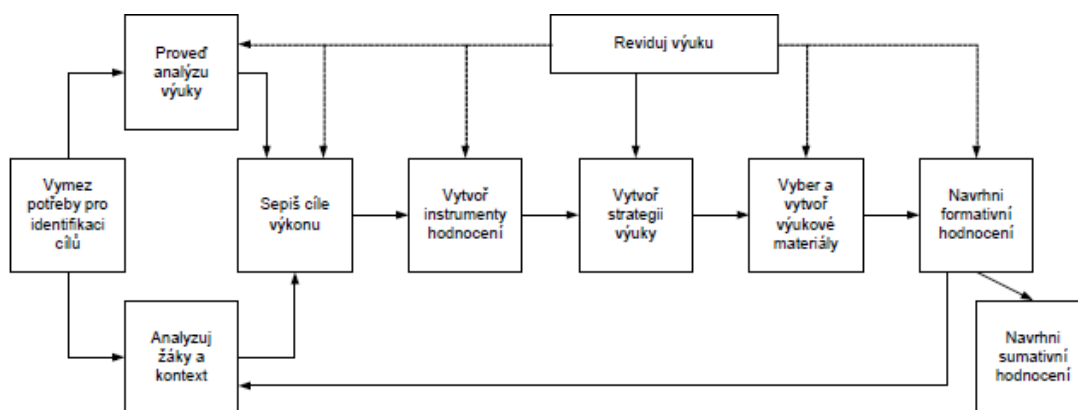 Proveď
analýzu
výuky
Reviduj výuku
Vymez
potřeby pro
identifikaci
cílů
Sepiš cíle
výkonu
Vytvoř
instrumenty
hodnocení
Vytvoř
strategii
výuky
Vyber a
vytvoř
výukové
materiály
Navrhni
formativní
hodnocení
Analyzuj
žáky a
kontext
Navrhni
sumativní
hodnocení